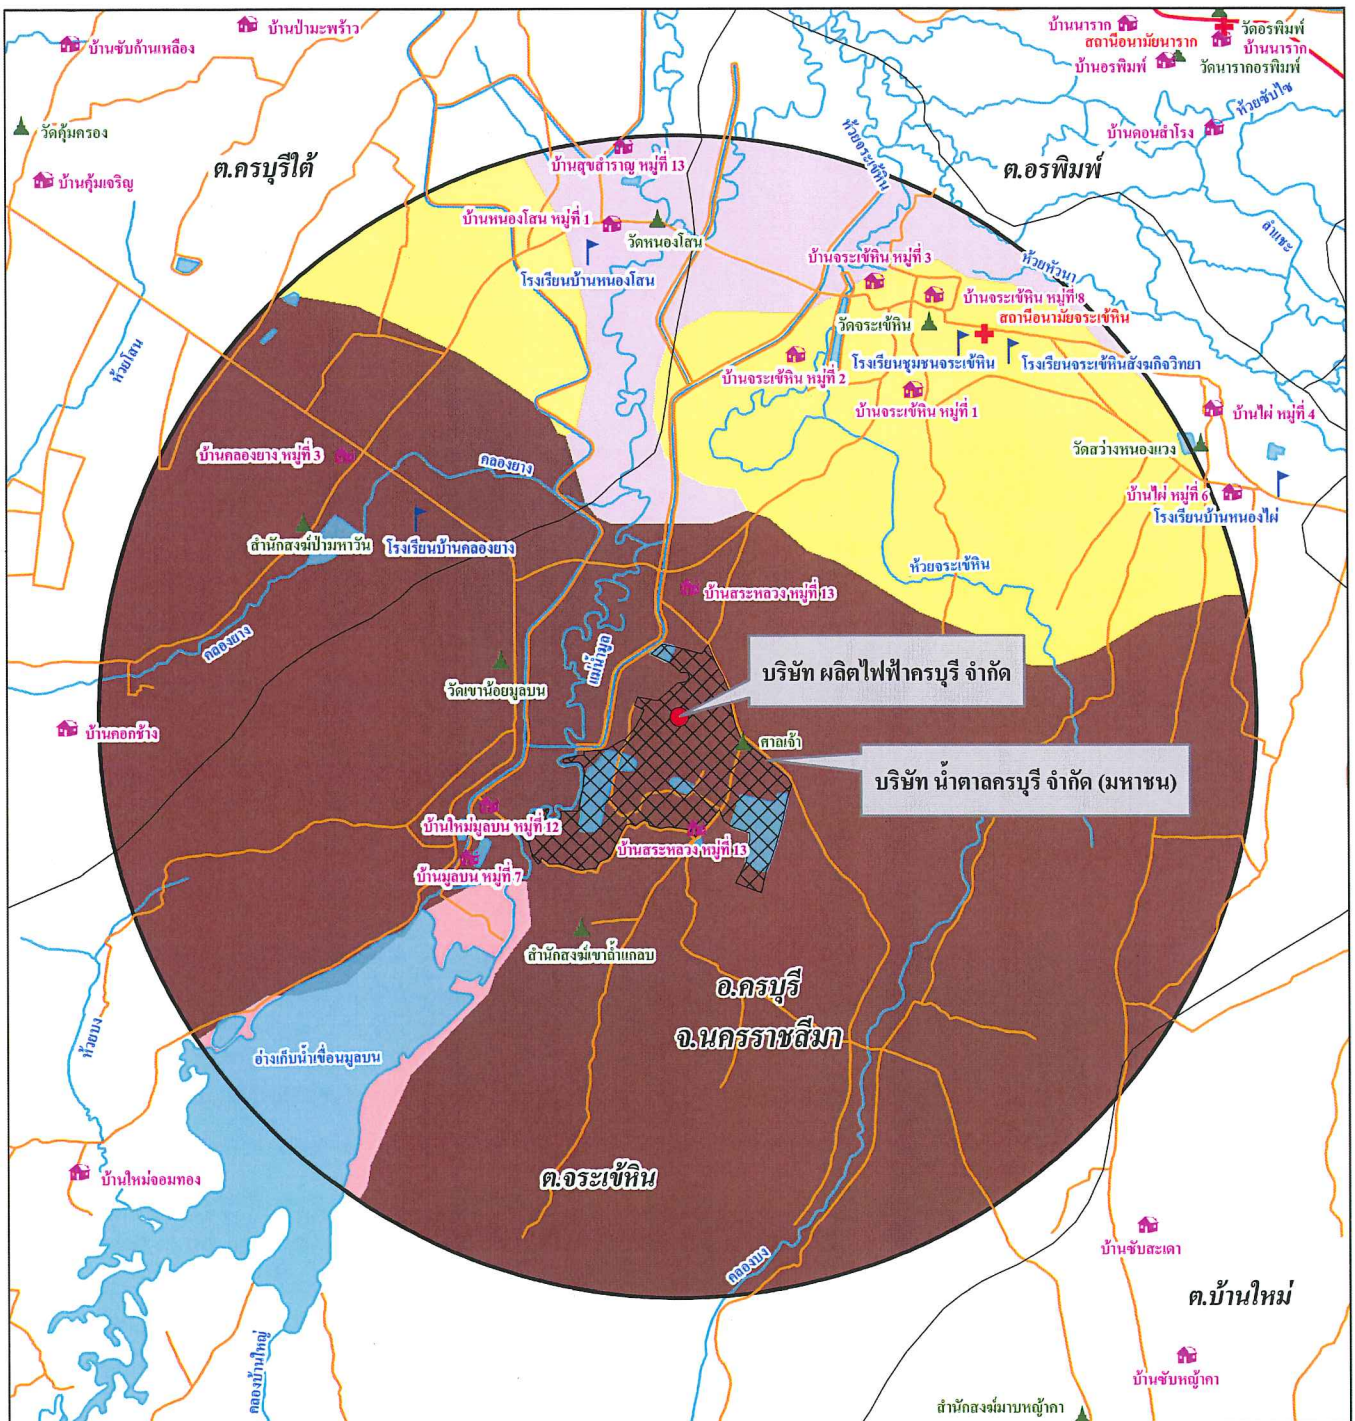 บ้านป่ามะพร้าว
บ้านนาราก
วัดอรพิมพ์
บ้านซับก้านเหลือง
สถานีอนามัยนาราก
บ้านนาราก
บ้านอรพิมพ์
วัดนารากอรพิมพ์
ห้วยซับไซ
วัดคุ้มครอง
ห้วยจระเข้หิน
บ้านดอนสำโรง
ต.ครบุรีใต้
บ้านสุขสำราญ หมู่ที่ 13
ต.อรพิมพ์
บ้านคุ้มเจริญ
บ้านหนองโสน หมู่ที่ 1
วัดหนองโสน
ลำแชะ
บ้านจระเข้หิน หมู่ที่ 3
ห้วยหัวนา
โรงเรียนบ้านหนองโสน
บ้านจระเข้หิน หมู่ที่ 8
สถานีอนามัยจระเข้หิน
วัดจระเข้หิน
ห้วยโสน
บ้านจระเข้หิน หมู่ที่ 2
โรงเรียนชุมชนจระเข้หิน
โรงเรียนจระเข้หินสังฆกิจวิทยา
บ้านจระเข้หิน หมู่ที่ 1
บ้านไผ่ หมู่ที่ 4
บ้านคลองยาง หมู่ที่ 3
คลองยาง
วัดสว่างหนองแวง
บ้านไผ่ หมู่ที่ 6
โรงเรียนบ้านหนองไผ่
สำนักสงฆ์ป่ามหาวัน
โรงเรียนบ้านคลองยาง
ห้วยจระเข้หิน
บ้านสระหลวง หมู่ที่ 13
คลองยาง
แม่น้ำมูล
บริษัท ผลิตไฟฟ้าครบุรี จำกัด
วัดเขาน้อยมูลบน
บ้านคอกช้าง
ศาลเจ้า
บริษัท น้ำตาลครบุรี จำกัด (มหาชน)
บ้านใหม่มูลบน หมู่ที่ 12
บ้านสระหลวง หมู่ที่ 13
บ้านมูลบน หมู่ที่ 7
สำนักสงฆ์เขาถ้ำแกลบ
อ.ครบุรี
จ.นครราชสีมา
ห้วยบง
อ่างเก็บน้ำเขื่อนมูลบน
ต.จระเข้หิน
บ้านใหม่จอมทอง
บ้านซับสะเดา
คลองบง
ต.บ้านใหม่
คลองบ้านใหญ่
บ้านซับหญ้าคา
สำนักสงฆ์มาบหญ้าคา